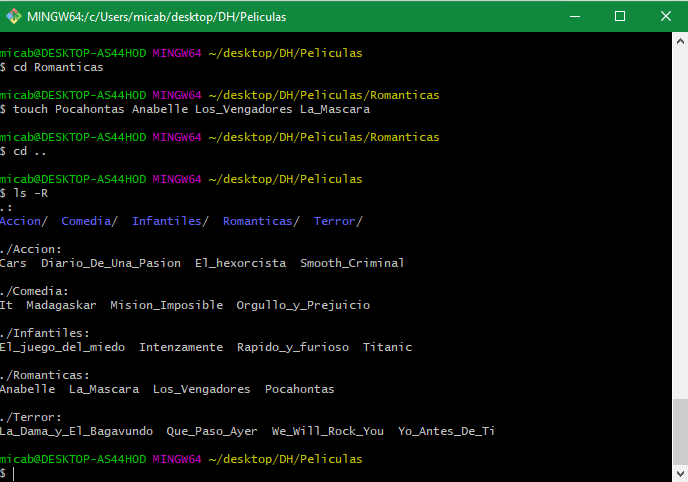 MINGW64:/c/Users/micab/desktop/DH/Peliculas
micab@DESKTOP-AS44HOD MINGW64 ~/desktop/DH/Peliculas
$ cd Romanticas
micab@DESKTOP-AS44HOD MINGW64 ~/desktop/DH/Peliculas/Romanticas
$ touch Pocahontas Anabelle Los_Vengadores La_Mascara
micab@DESKTOP-AS44HOD MINGW64 ~/desktop/DH/Peliculas/Romanticas
$ cd ..
micab@DESKTOP-AS44HOD MINGW64 ~/desktop/DH/Peliculas
$ ls -R
.:
Accion/  Comedia/  Infantiles/  Romanticas/  Terror/
./Accion:
Cars  Diario_De_Una_Pasion  El_hexorcista  Smooth_Criminal
./Comedia:
It  Madagaskar  Mision_Imposible  Orgullo_y_Prejuicio
./Infantiles:
El_juego_del_miedo  Intenzamente  Rapido_y_furioso  Titanic
./Romanticas:
Anabelle  La_Mascara  Los_Vengadores  Pocahontas
./Terror:
La_Dama_y_El_Bagavundo  Que_Paso_Ayer  We_Will_Rock_You  Yo_Antes_De_Ti
micab@DESKTOP-AS44HOD MINGW64 ~/desktop/DH/Peliculas
$